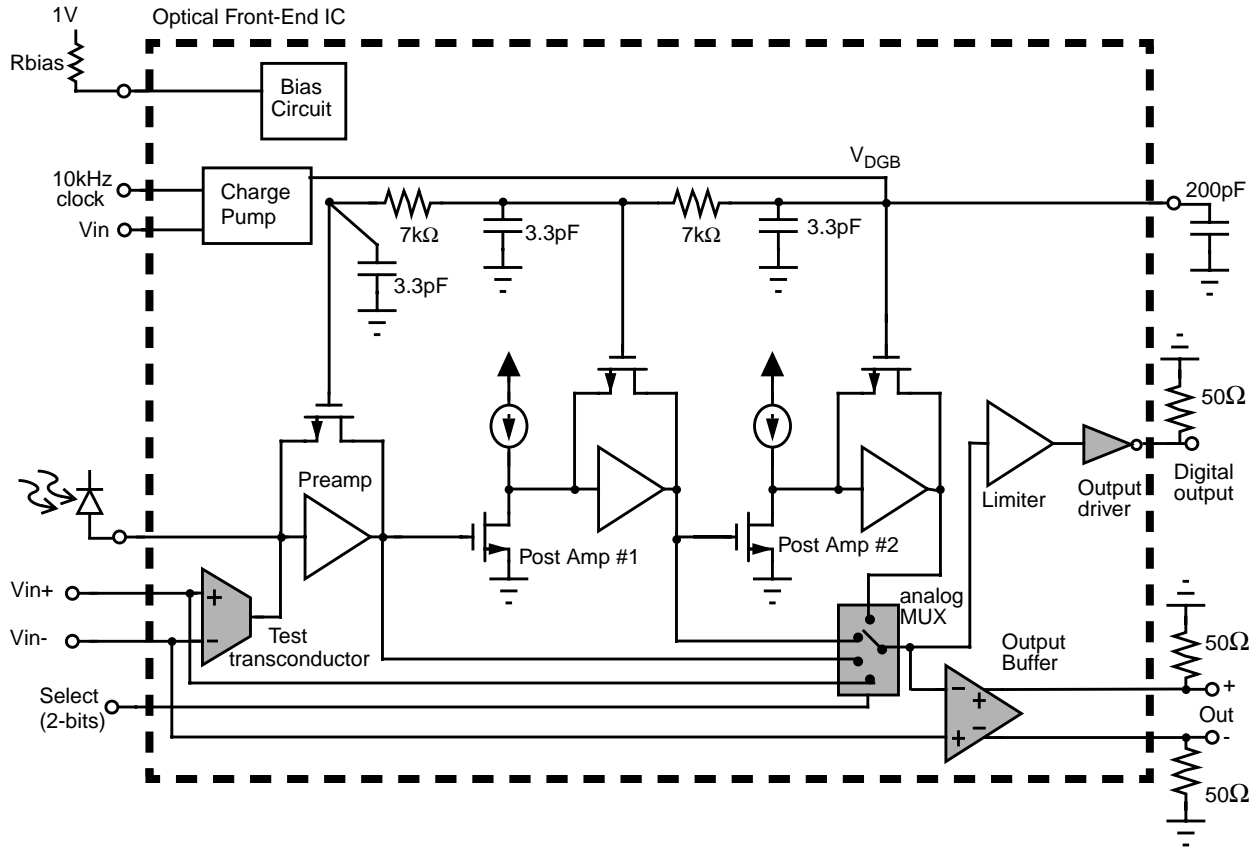 1V
Optical Front-End IC
Rbias
Bias
Circuit
10kHz
clock
Vin
Charge
Pump
VDGB
200pF
7kΩ
3.3pF
7kΩ
3.3pF
3.3pF
50Ω
Preamp
Limiter
Output
driver
Digital
output
Post Amp #1
Post Amp #2
Vin+
+
Vin-
−
Test
transconductor
analog
MUX
Output
Buffer
50Ω
Select
(2-bits)
−
+
+
−
+
Out
-
50Ω